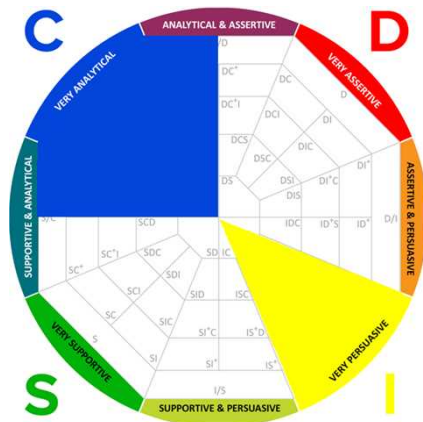 C
D
ANALYTICAL & ASSERTIVE
/D
VERY ANALYTICAL
VERY ASSERTIVE
DC+
DC
D
DC+I
DCI
DI
DCS
DIC
DSC
DI+
DS
DSI
DI+C
DIS
SUPPORTIVE & ANALYTICAL
S/C
SCD
IDC
ID+S
ID+
D/I
ASSERTIVE & PERSUASIVE
SC+I
SDC
SD
IC
SC+
SDI
SCI
SID
ISC
SC
SIC
S
SI+C
IS+D
SI
SI+
IS+
VERY SUPPORTIVE
VERY PERSUASIVE
I/S
S
SUPPORTIVE & PERSUASIVE
I